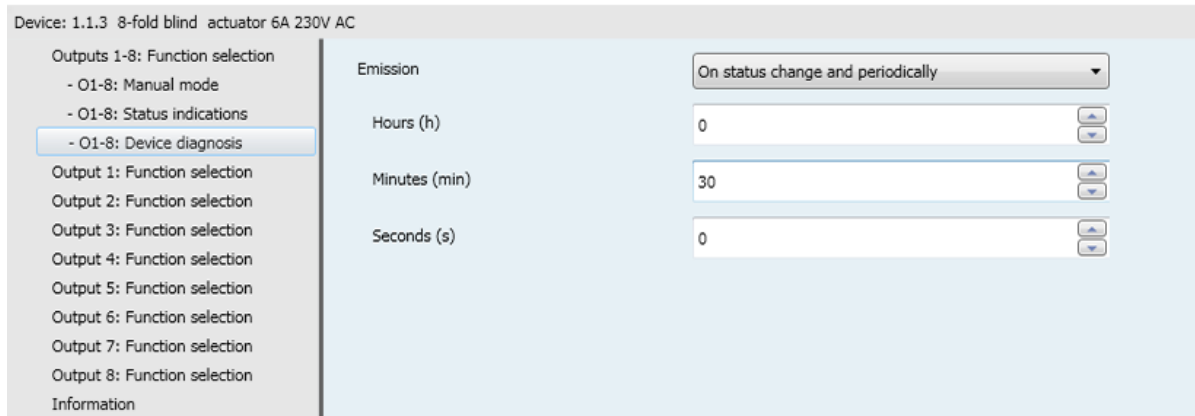 Device: 1.1.3 8-fold blind actuator 6A 230V AC
Outputs 1-8: Function selection
- O1-8: Manual mode
- O1-8: Status indications
- O1-8: Device diagnosis
Output 1: Function selection
Output 2: Function selection
Output 3: Function selection
Output 4: Function selection
Output 5: Function selection
Output 6: Function selection
Output 7: Function selection
Output 8: Function selection
Information
Emission On status change and periodically
Hours (h) 0
Minutes (min) 30
Seconds (s) 0